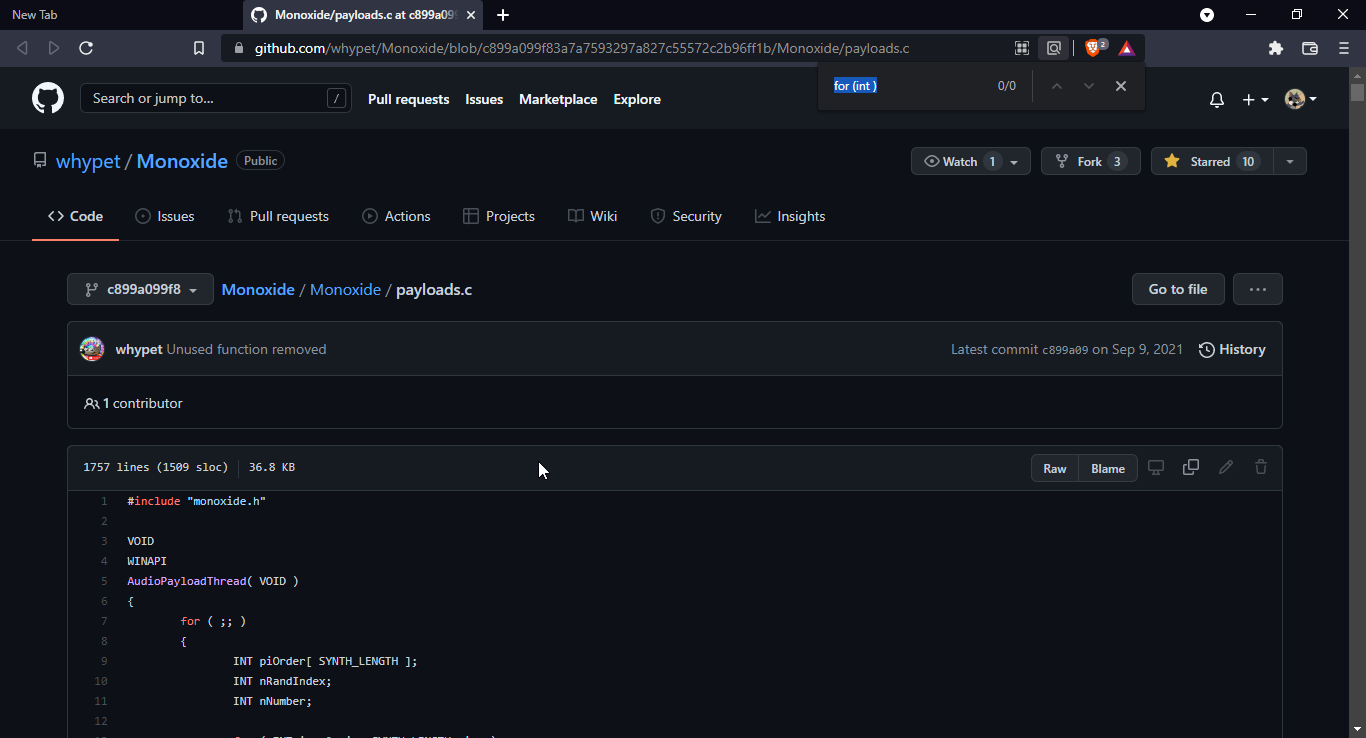 New Tab
Monoxide/payloads.c at c899a09
github.com/whypet/Monoxide/blob/c899a099f83a7a7593297a827c55572c2b96ff1b/Monoxide/payloads.c
2
for (int )
0/0
Search or jump to...
/
Pull requests
Issues
Marketplace
Explore
whypet / Monoxide
Public
Watch 1
Fork 3
Starred 10
<> Code
Issues
Pull requests
Actions
Projects
Wiki
Security
Insights
c899a099f8
Monoxide / Monoxide / payloads.c
Go to file
...
whypet Unused function removed
Latest commit c899a09 on Sep 9, 2021
History
1 contributor
1757 lines (1509 sloc)
36.8 KB
Raw
Blame
1 #include "monoxide.h"
2
3 VOID
4 WINAPI
5 AudioPayloadThread( VOID )
6 {
7 for ( ;; )
8 {
9 INT piOrder[ SYNTH_LENGTH ];
10 INT nRandIndex;
11 INT nNumber;
12